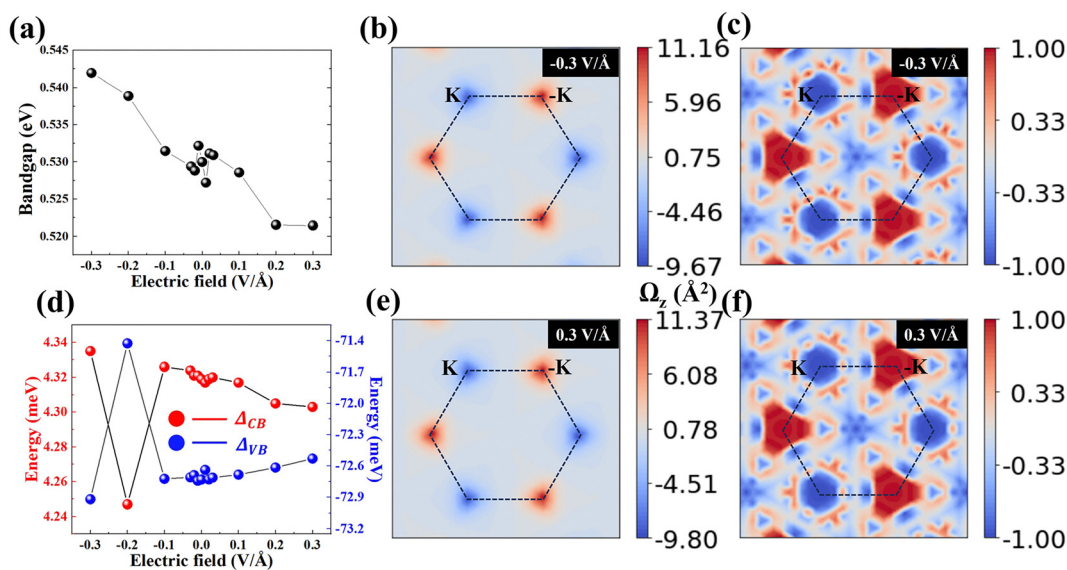 (a)
0.545
0.540
0.535
0.530
0.525
0.520
Bandgap (eV)
-0.3 -0.2 -0.1 0.0 0.1 0.2 0.3
Electric field (V/Å)
(b)
-0.3 V/Å
K
-K
11.16
5.96
0.75
-4.46
-9.67
(c)
-0.3 V/Å
K
-K
1.00
0.33
-0.33
-1.00
(d)
4.34
4.32
4.30
4.28
4.26
4.24
Energy (meV)
Δ_CB
Δ_VB
-71.4
-71.7
-72.0
-72.3
-72.6
-72.9
-73.2
Energy (meV)
-0.3 -0.2 -0.1 0.0 0.1 0.2 0.3
Electric field (V/Å)
(e)
0.3 V/Å
K
-K
Ω_z (Å²)
11.37
6.08
0.78
-4.51
-9.80
(f)
0.3 V/Å
K
-K
1.00
0.33
-0.33
-1.00